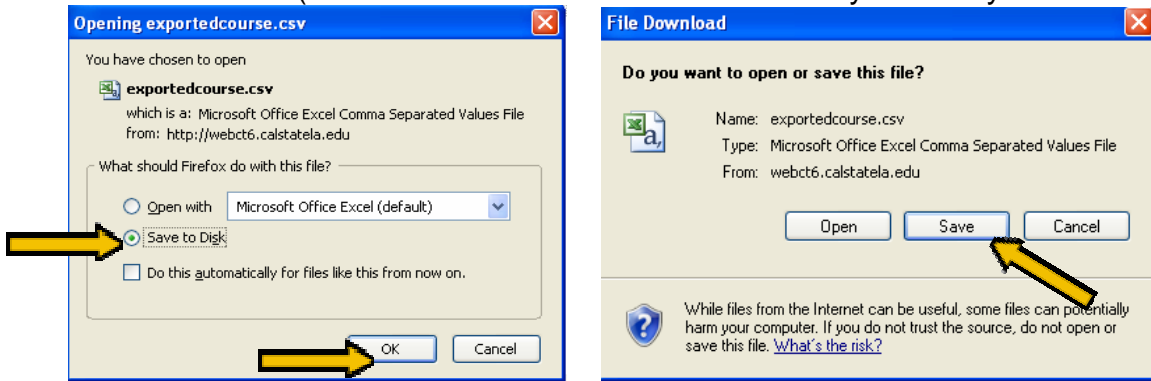 Opening exportedcourse.csv
You have chosen to open
exportedcourse.csv
which is a: Microsoft Office Excel Comma Separated Values File
from: http://webct6.calstatela.edu
What should Firefox do with this file?
Open with Microsoft Office Excel (default)
Save to Disk
Do this automatically for files like this from now on.
OK Cancel
File Download
Do you want to open or save this file?
Name: exportedcourse.csv
Type: Microsoft Office Excel Comma Separated Values File
From: webct6.calstatela.edu
Open Save Cancel
While files from the Internet can be useful, some files can potentially
harm your computer. If you do not trust the source, do not open or
save this file. What's the risk?